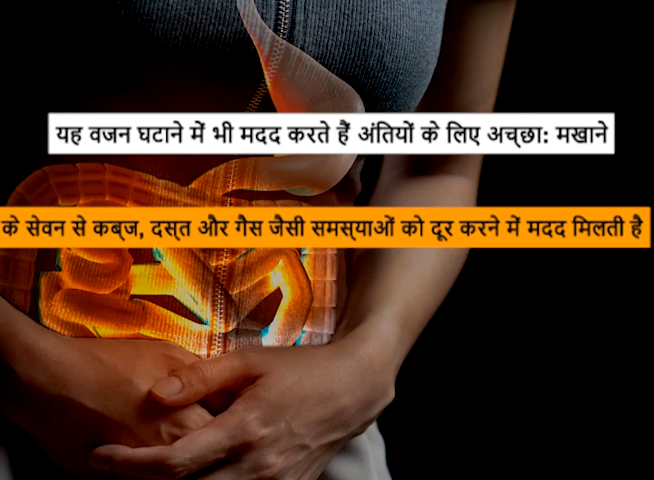 यह वजन घटाने में भी मदद करते हैं अंतियों के लिए अच्छा: मखाने
के सेवन से कब्ज, दस्त और गैस जैसी समस्याओं को दूर करने में मदद मिलती है